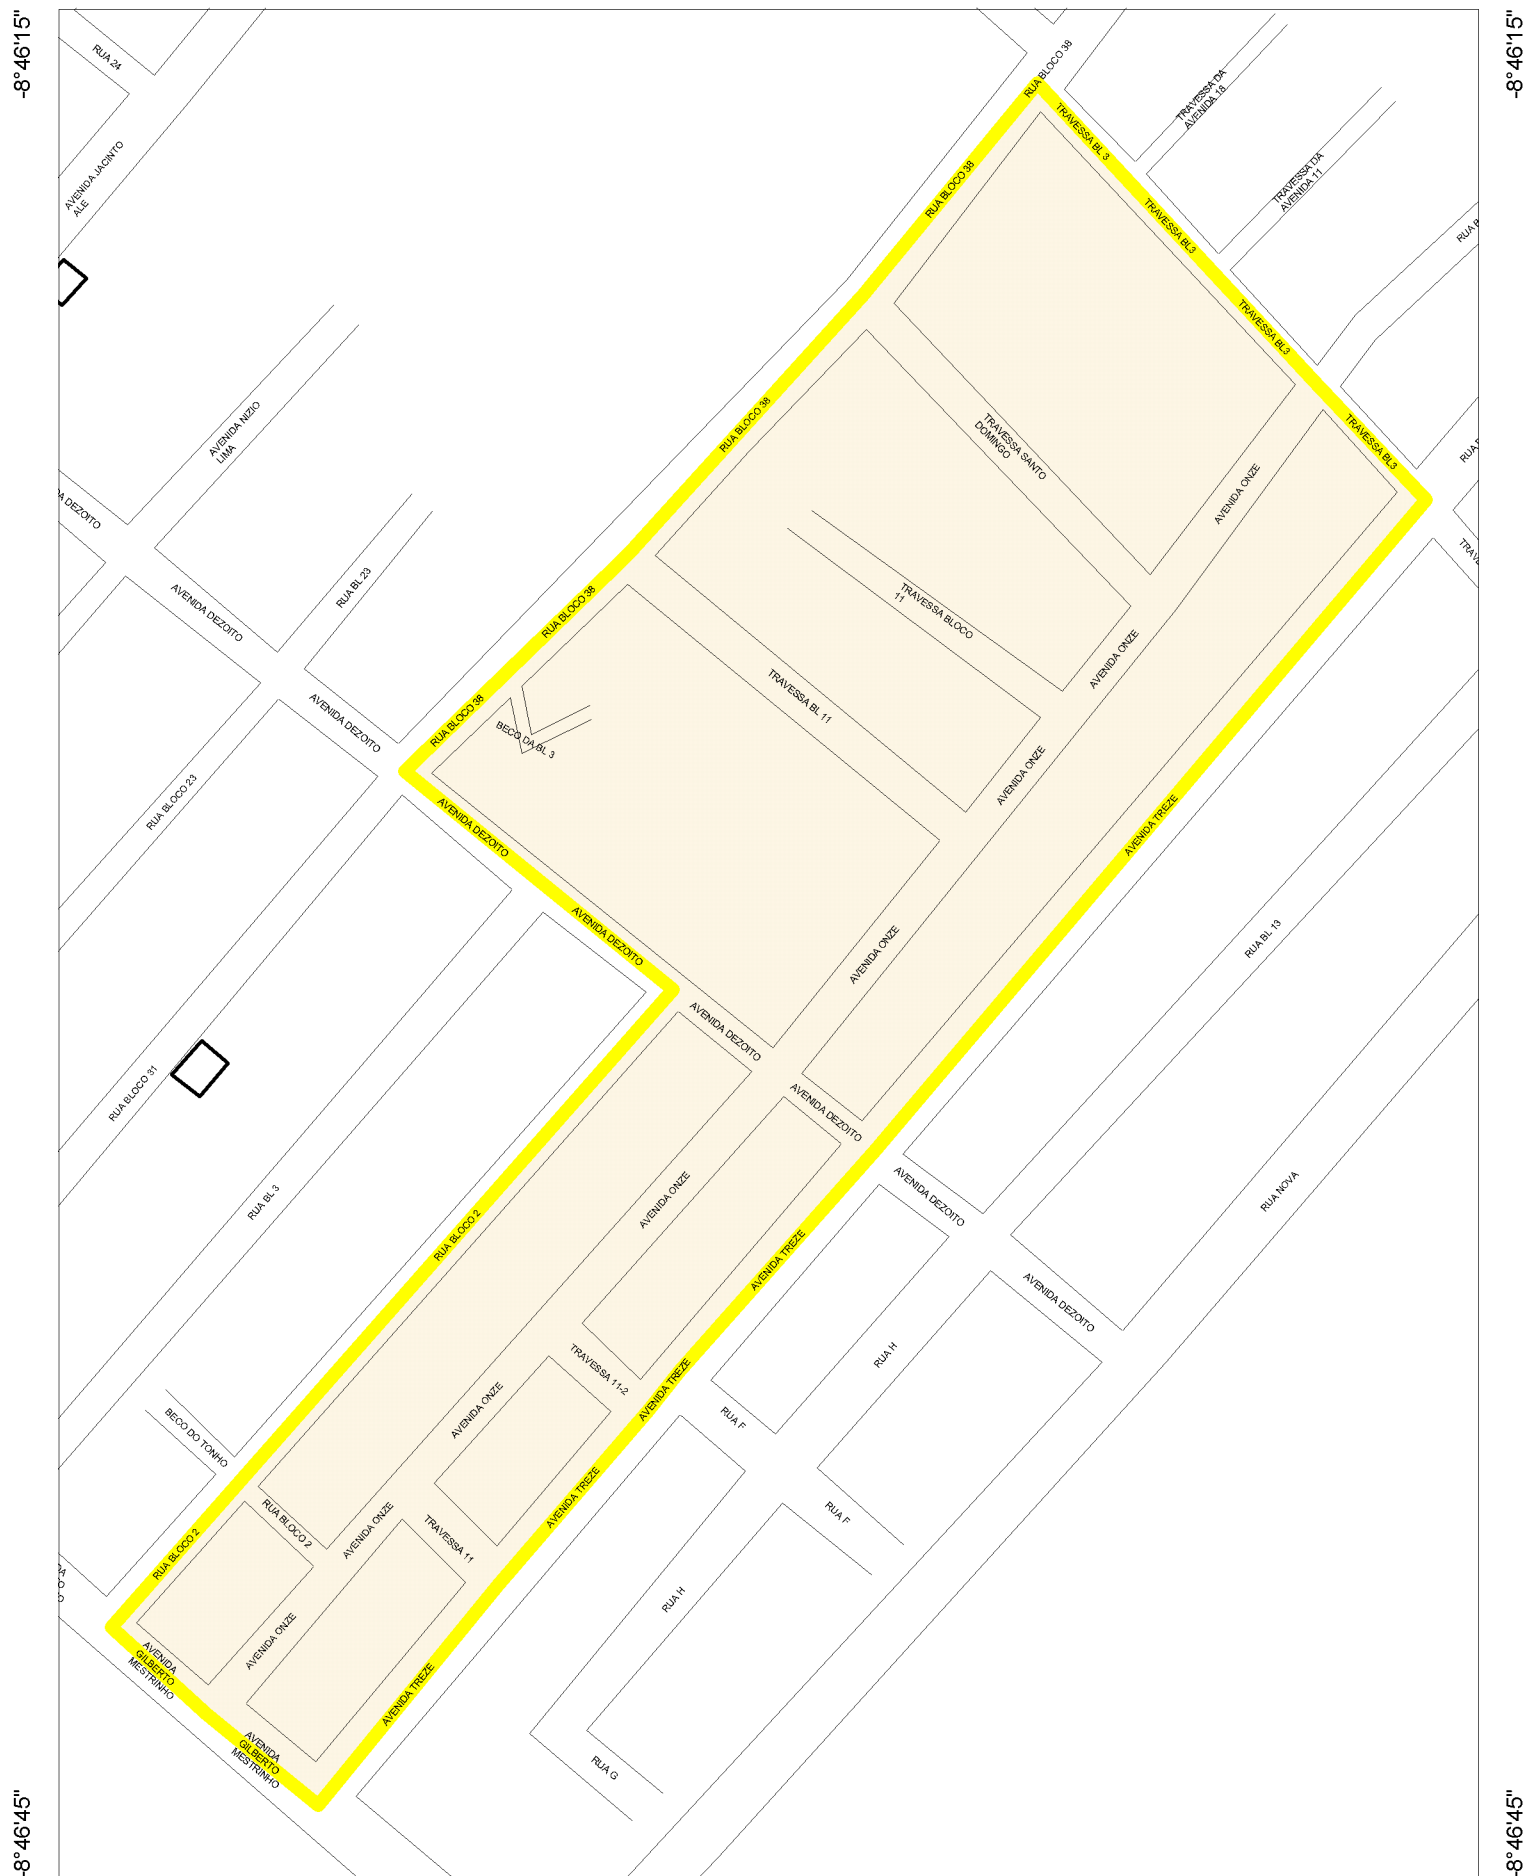 -8°46'15"
-8°46'15"
RUA 24
RUA BLOCO 38
RUA BLOCO 38
TRAVESSA DA
AVENIDA 18
TRAVESSA BL 3
AVENIDA JACINTO
ALE
TRAVESSA DA
AVENIDA 11
RUA BLOCO 38
TRAVESSA BL3
TRAVESSA BL3
AVENIDA NIZIO
LIMA
RUA BLOCO 38
TRAVESSA SANTO
DOMINGO
TRAVESSA BL3
AVENIDA ONZE
DEZOITO
RUA BL 23
AVENIDA DEZOITO
RUA BLOCO 38
TRAVESSA BLOCO
11
AVENIDA ONZE
TRAVESSA BL 11
AVENIDA DEZOITO
RUA BLOCO 38
BECO DA BL 3
AVENIDA ONZE
RUA BLOCO 23
AVENIDA DEZOITO
AVENIDA TREZE
AVENIDA DEZOITO
AVENIDA ONZE
RUA BL 13
AVENIDA DEZOITO
RUA BLOCO 31
AVENIDA DEZOITO
RUA BL 3
RUA BLOCO 2
AVENIDA ONZE
AVENIDA DEZOITO
RUA NOVA
AVENIDA TREZE
AVENIDA DEZOITO
RUA H
TRAVESSA 11-2
AVENIDA TREZE
AVENIDA ONZE
BECO DO TONHO
RUA F
RUA BLOCO 2
AVENIDA ONZE
TRAVESSA 11
AVENIDA TREZE
RUA F
RUA BLOCO 2
RUA H
AVENIDA ONZE
AVENIDA
GILBERTO
MESTRINHO
AVENIDA TREZE
AVENIDA
GILBERTO
MESTRINHO
RUA G
-8°46'45"
-8°46'45"